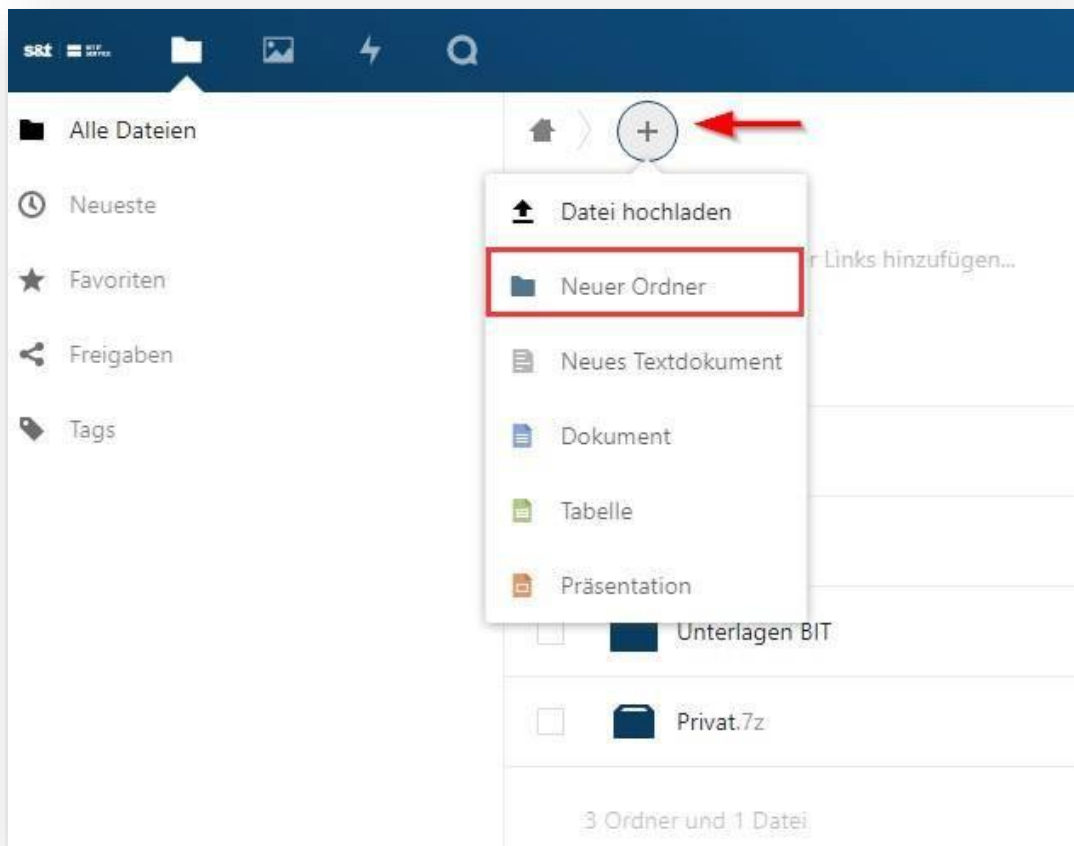 s&t
Alle Dateien
Neueste
Favoriten
Freigaben
Tags
Datei hochladen
Neuer Ordner
Neues Textdokument
Dokument
Tabelle
Präsentation
Links hinzufügen...
Unterlagen BIT
Privat.7z
3 Ordner und 1 Datei